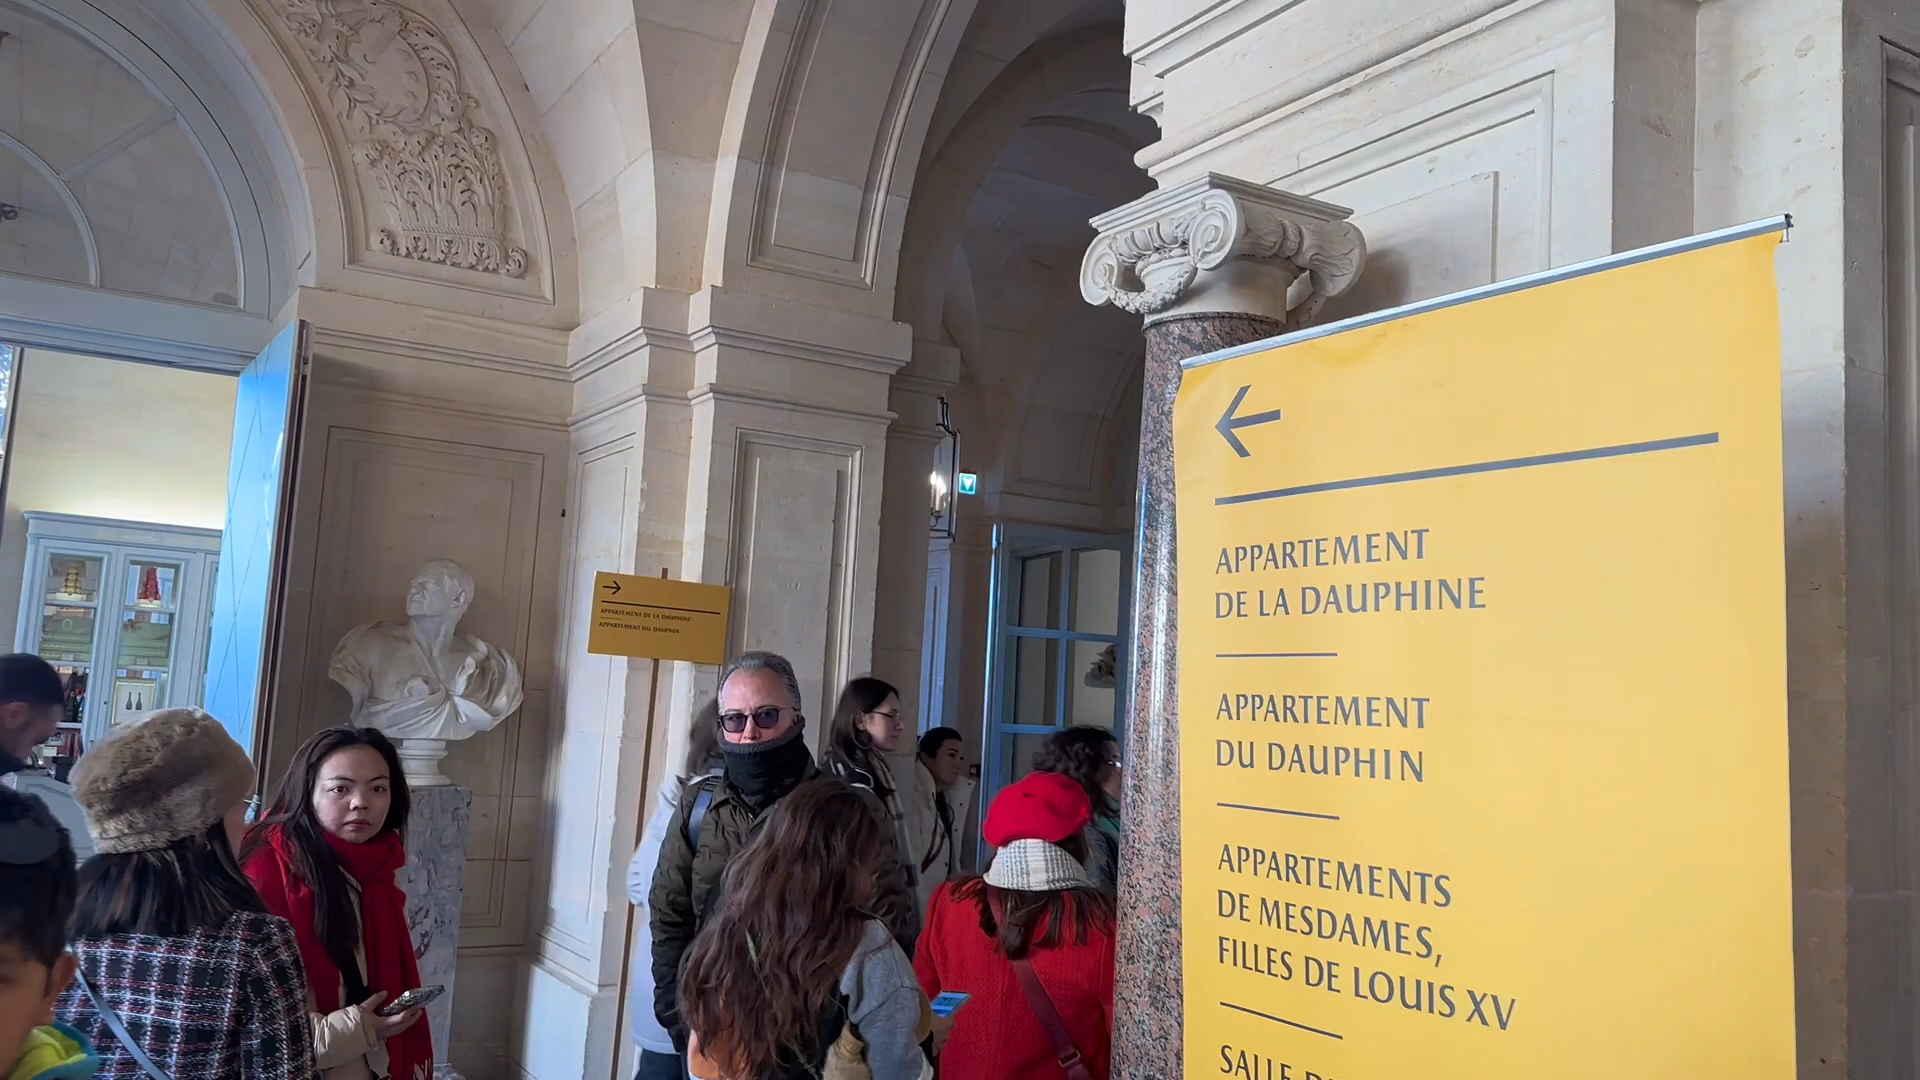 APPARTEMENT DE LA DAUPHINE
APPARTEMENT DU DAUPHIN
APPARTEMENT
DE LA DAUPHINE
APPARTEMENT
DU DAUPHIN
APPARTEMENTS
DE MESDAMES,
FILLES DE LOUIS XV
SALLE